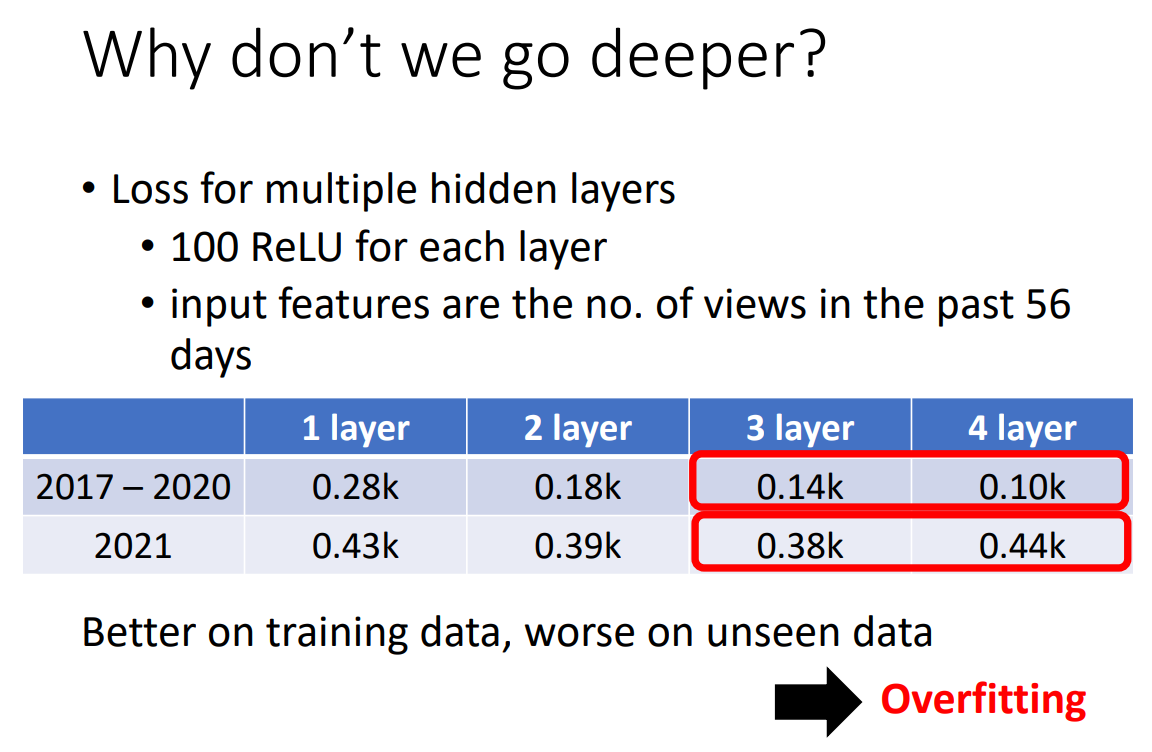 Why don’t we go deeper?
• Loss for multiple hidden layers
• 100 ReLU for each layer
• input features are the no. of views in the past 56
days
1 layer 2 layer 3 layer 4 layer
2017 – 2020 0.28k 0.18k 0.14k 0.10k
2021 0.43k 0.39k 0.38k 0.44k
Better on training data, worse on unseen data
Overfitting